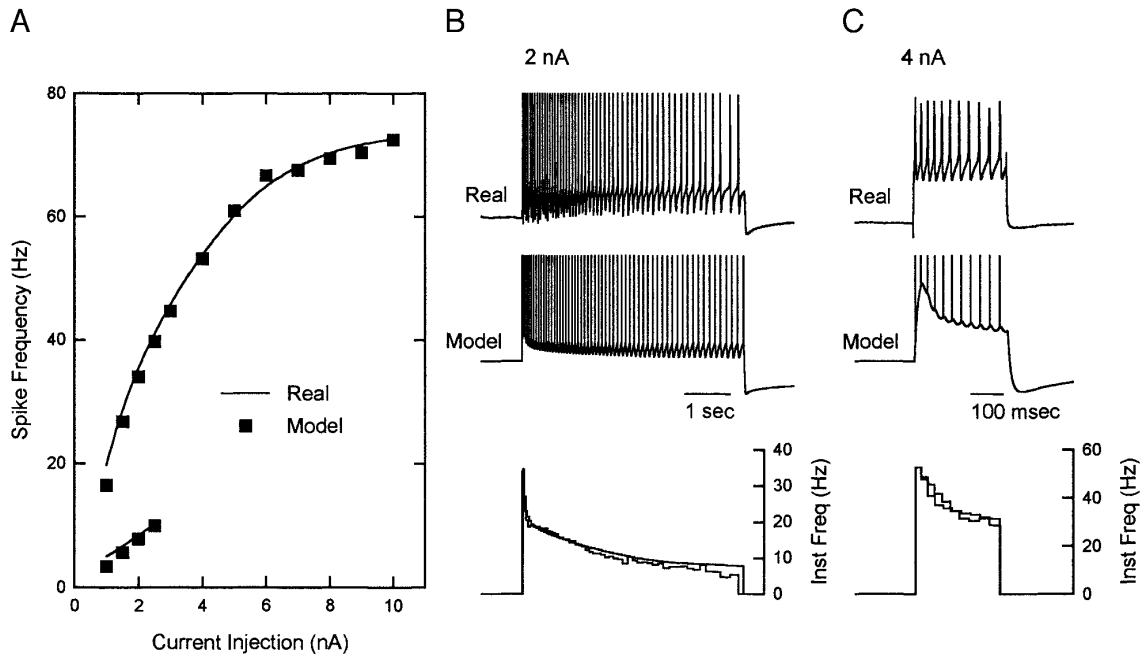 A
B
C
2 nA
4 nA
80
60
40
20
0
0
2
4
6
8
10
Spike Frequency (Hz)
Current Injection (nA)
Real
Model
Real
Model
1 sec
40
30
20
10
0
Inst Freq (Hz)
Real
Model
100 msec
60
40
20
0
Inst Freq (Hz)